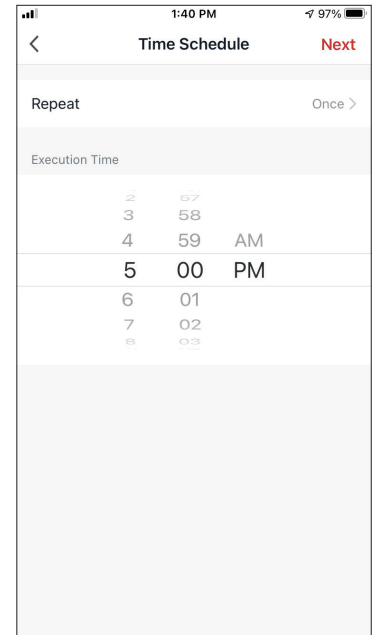 1:40 PM 97%
Time Schedule Next
Repeat Once
Execution Time
2 57
3 58
4 59 AM
5 00 PM
6 01
7 02
8 03